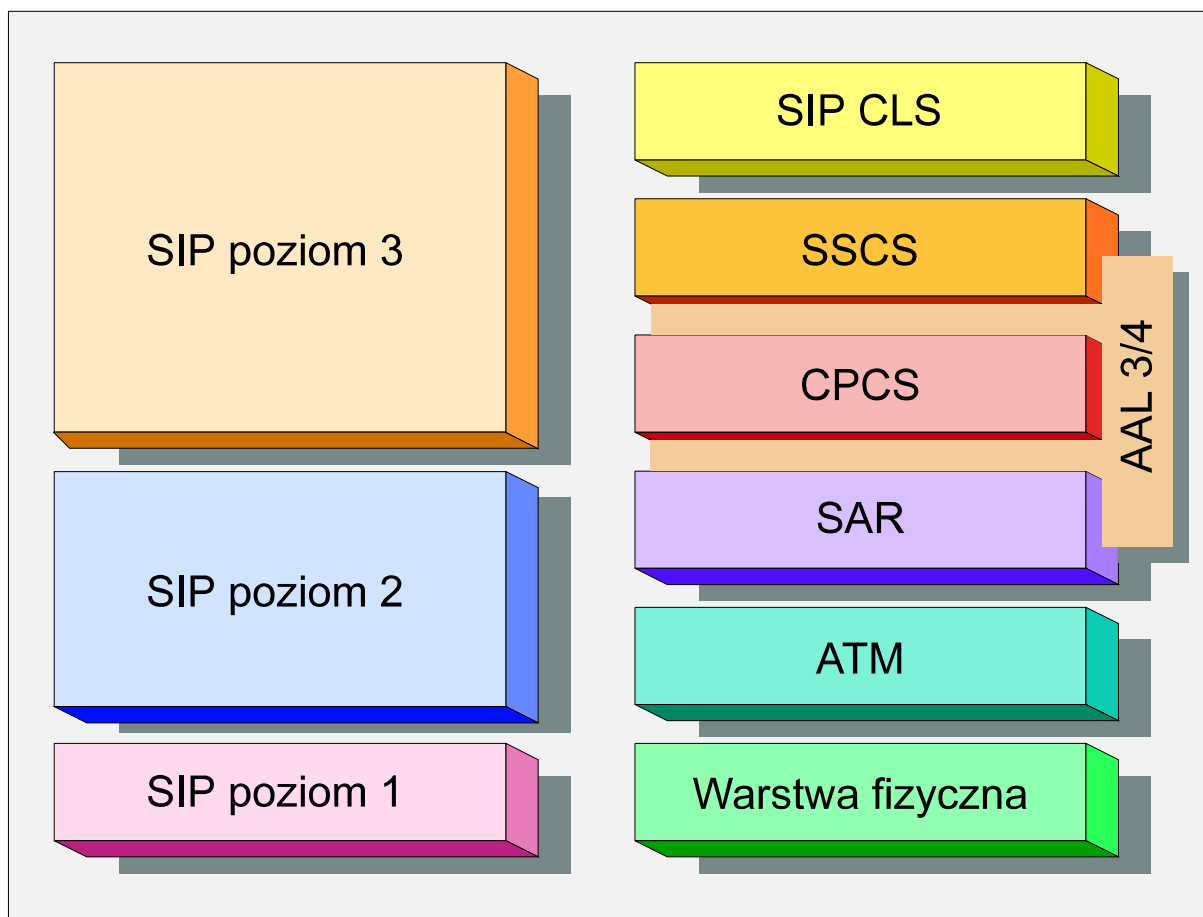 SIP poziom 3
SIP poziom 2
SIP poziom 1
SIP CLS
SSCS
CPCS
SAR
AAL 3/4
ATM
Warstwa fizyczna